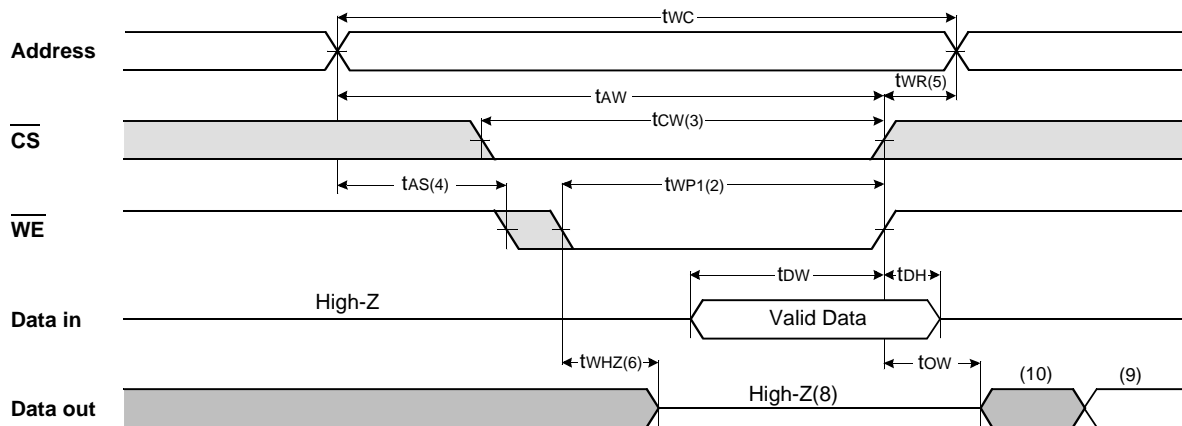 tWC
Address
tWR(5)
tAW
tCW(3)
CS
tAS(4)
tWP1(2)
WE
tDW
tDH
High-Z
Data in
Valid Data
tWHZ(6)
tOW
(10)
(9)
High-Z(8)
Data out